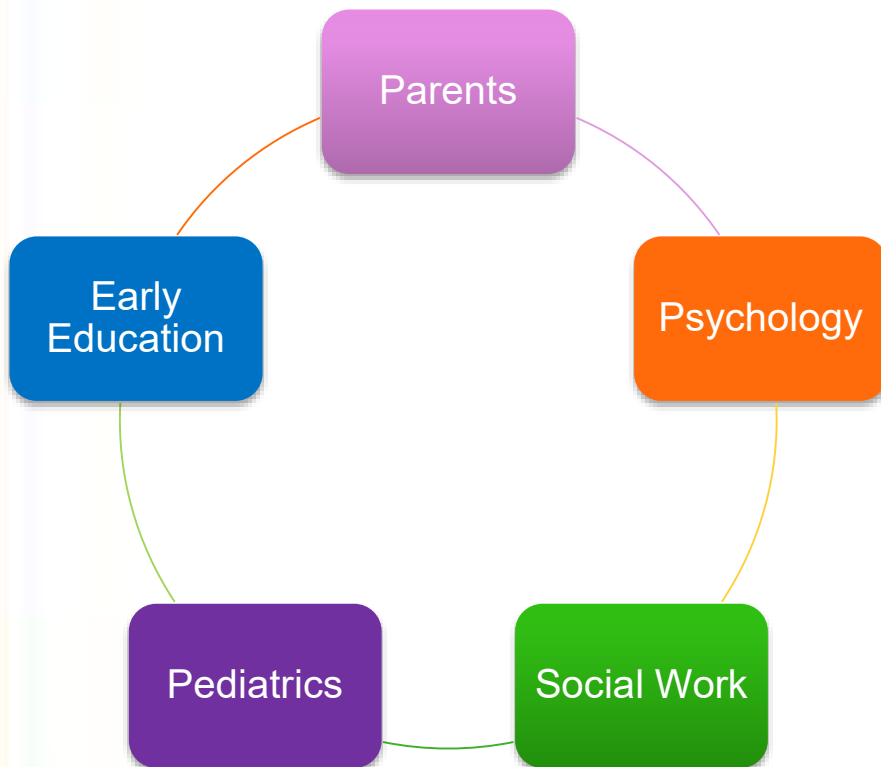 Parents
Psychology
Social Work
Pediatrics
Early
Education